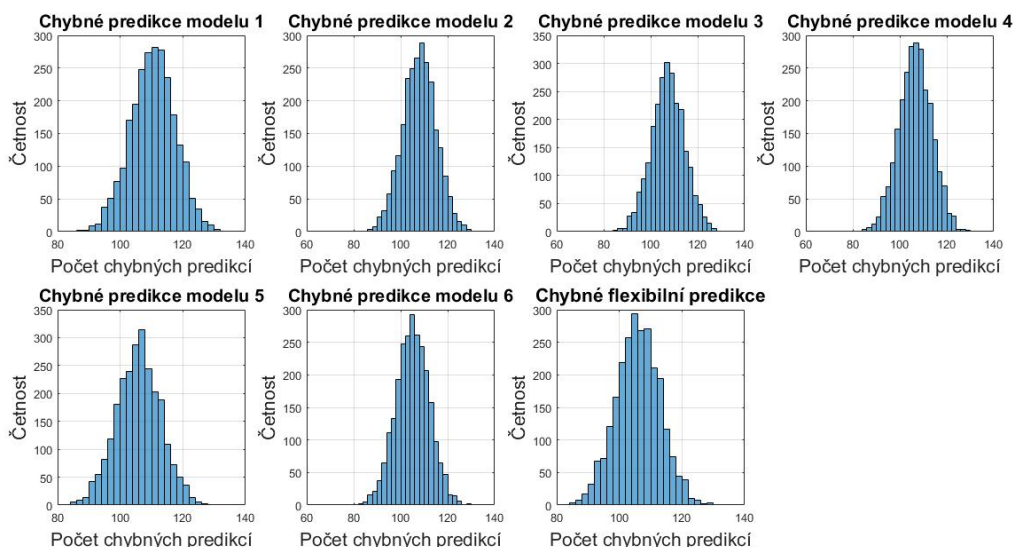 Chybné predikce modelu 1
300
250
200
150
100
50
0
80 100 120 140
Četnost
Počet chybných predikcí
Chybné predikce modelu 2
300
250
200
150
100
50
0
60 80 100 120 140
Četnost
Počet chybných predikcí
Chybné predikce modelu 3
350
300
250
200
150
100
50
0
60 80 100 120 140
Četnost
Počet chybných predikcí
Chybné predikce modelu 4
300
250
200
150
100
50
0
60 80 100 120 140
Četnost
Počet chybných predikcí
Chybné predikce modelu 5
350
300
250
200
150
100
50
0
80 100 120 140
Četnost
Počet chybných predikcí
Chybné predikce modelu 6
300
250
200
150
100
50
0
60 80 100 120 140
Četnost
Počet chybných predikcí
Chybné flexibilní predikce
300
250
200
150
100
50
0
80 100 120 140
Četnost
Počet chybných predikcí